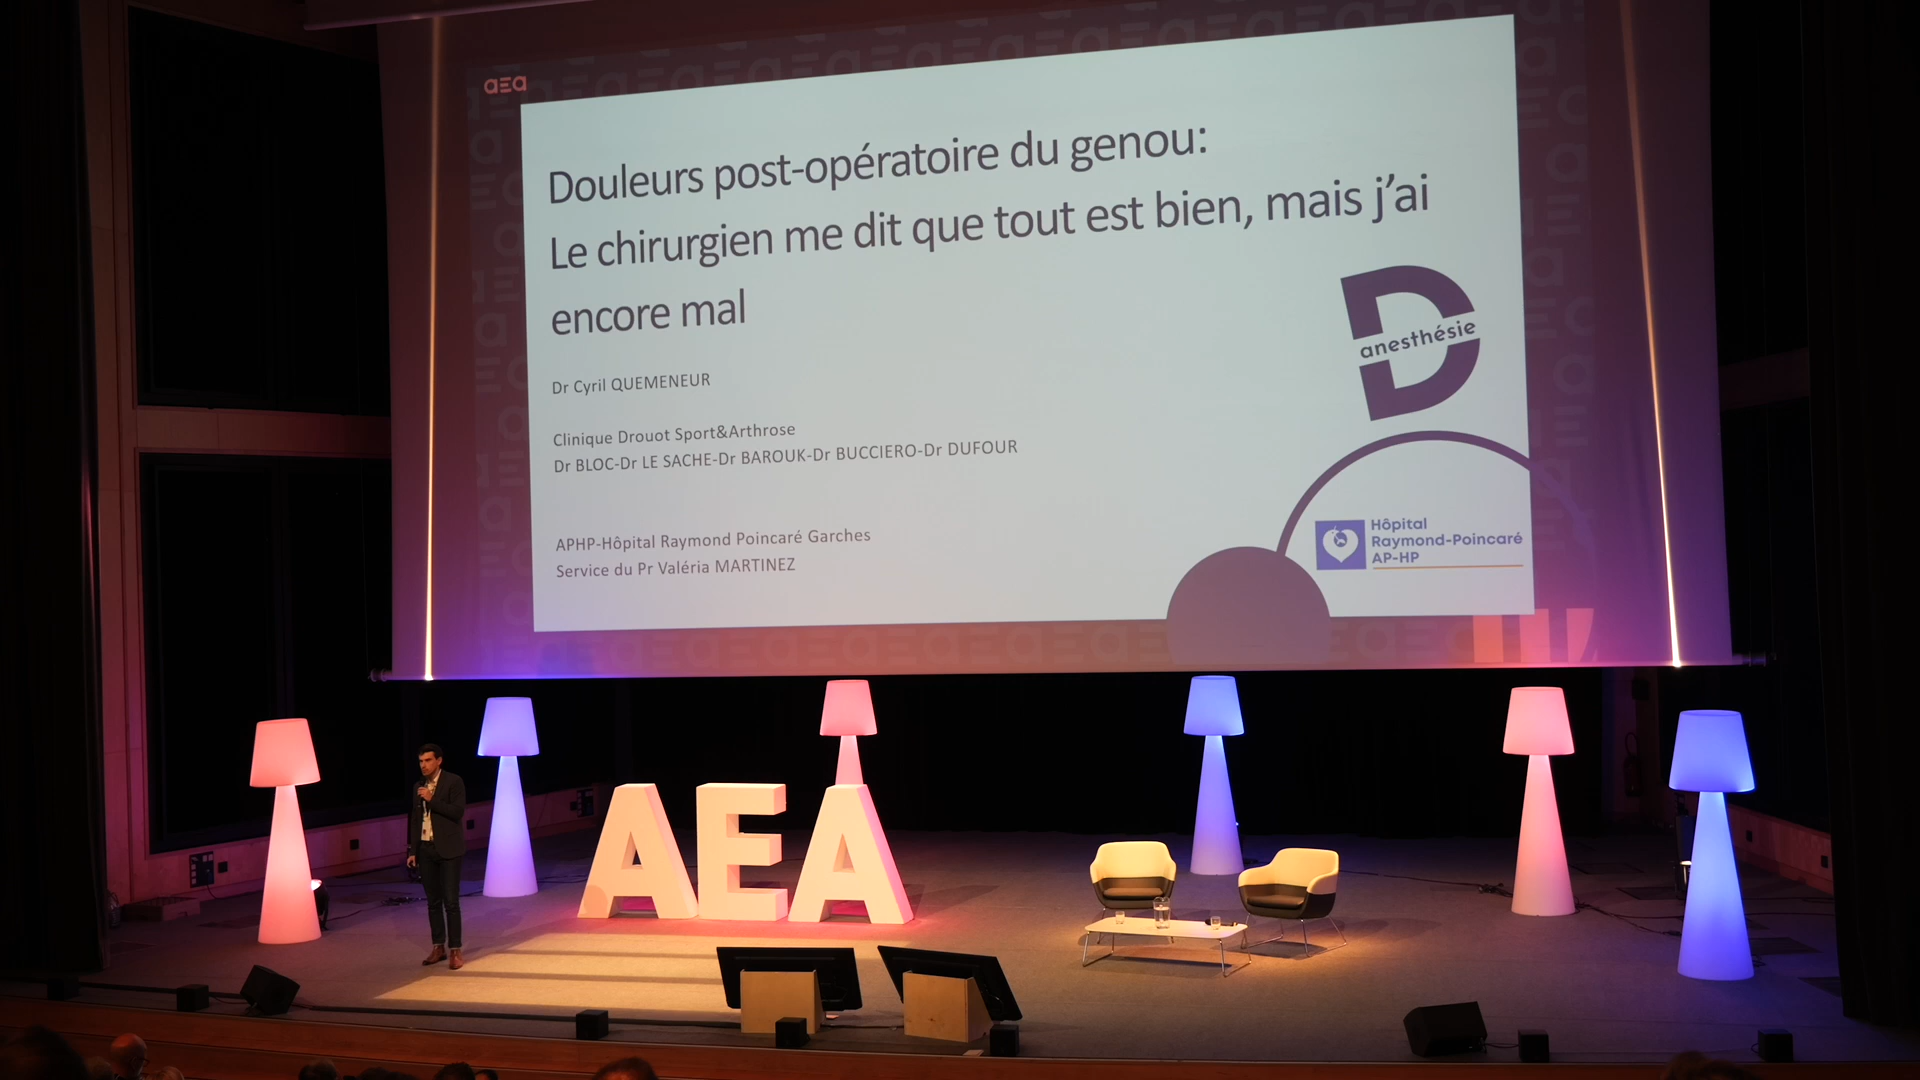 aea
Douleurs post-opératoire du genou:
Le chirurgien me dit que tout est bien, mais j'ai
encore mal
Dr Cyril QUEMENEUR
Clinique Drouot Sport&Arthrose
Dr BLOC-Dr LE SACHE-Dr BAROUK-Dr BUCCIERO-Dr DUFOUR
APHP-Hôpital Raymond Poincaré Garches
Service du Pr Valéria MARTINEZ
D
anesthésie
Hôpital
Raymond-Poincaré
AP-HP
AEA